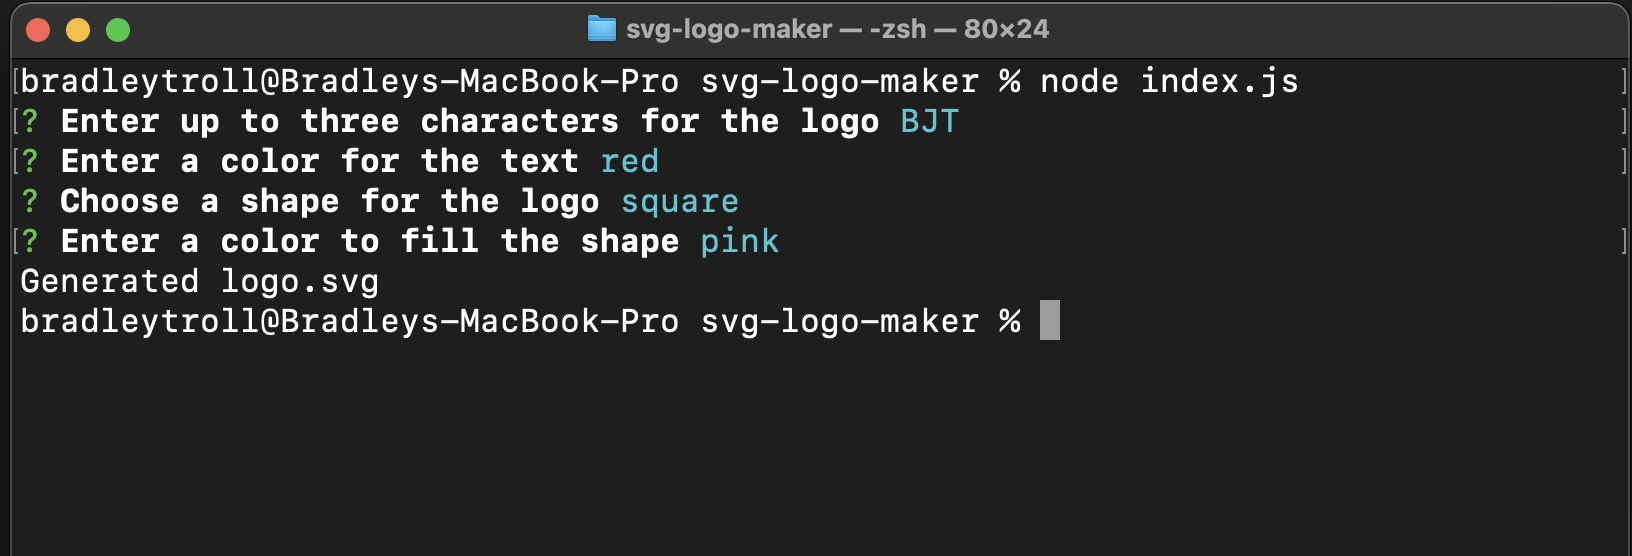 svg-logo-maker — -zsh — 80×24
[bradleytroll@Bradleys-MacBook-Pro svg-logo-maker % node index.js ]
[? Enter up to three characters for the logo BJT ]
[? Enter a color for the text red ]
? Choose a shape for the logo square
[? Enter a color to fill the shape pink ]
Generated logo.svg
bradleytroll@Bradleys-MacBook-Pro svg-logo-maker %